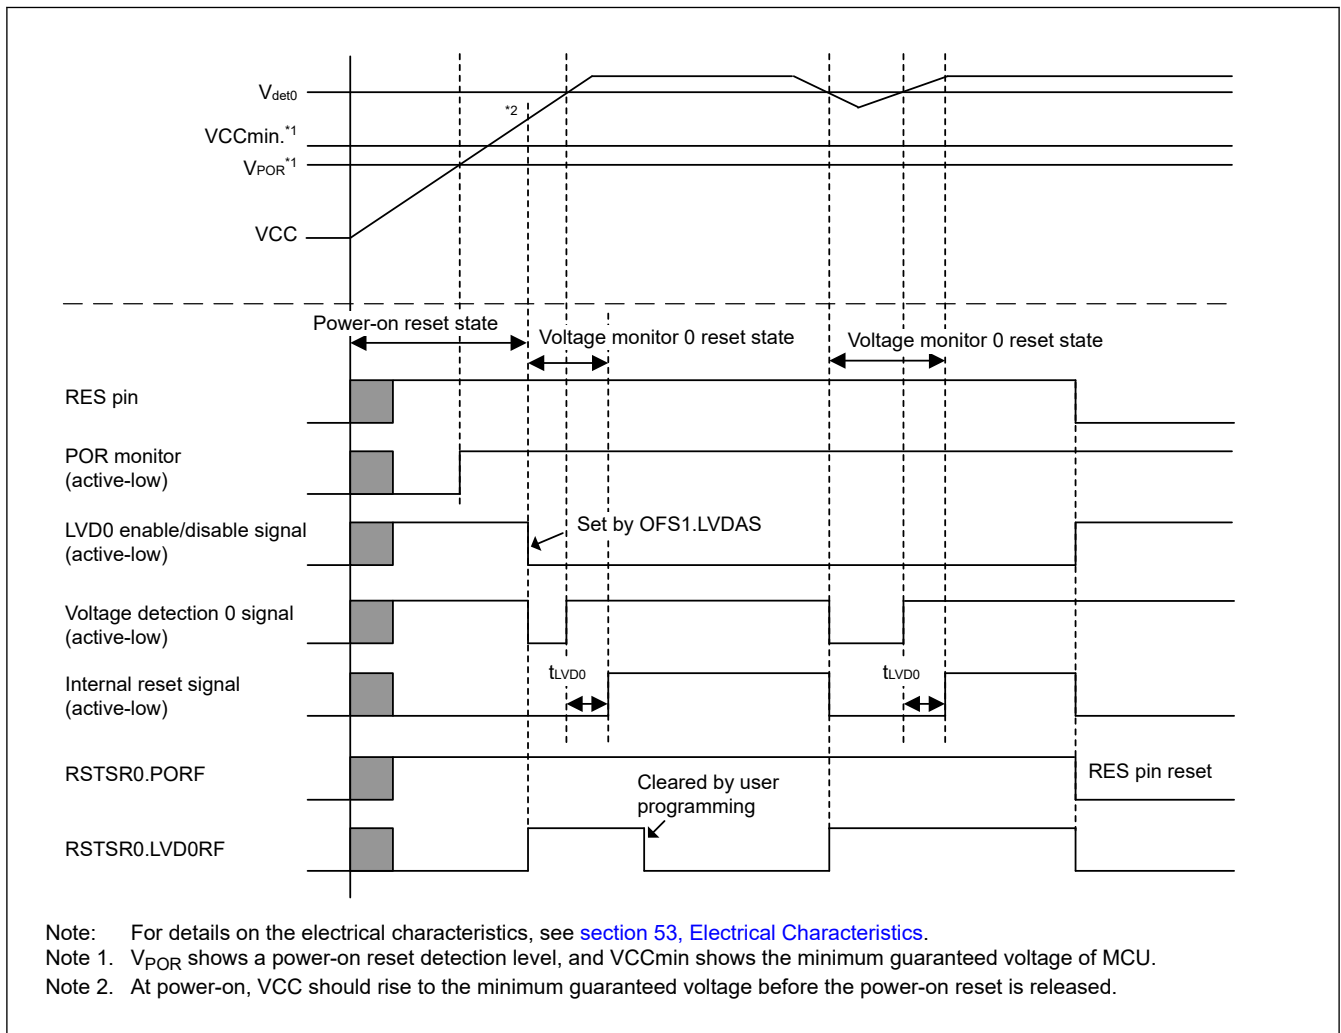 Vdet0
*2
VCCmin.*1
VPOR*1
VCC
Power-on reset state
Voltage monitor 0 reset state
Voltage monitor 0 reset state
RES pin
POR monitor
(active-low)
LVD0 enable/disable signal
(active-low)
Set by OFS1.LVDAS
Voltage detection 0 signal
(active-low)
Internal reset signal
(active-low)
tLVD0
tLVD0
RSTSR0.PORF
RES pin reset
Cleared by user
programming
RSTSR0.LVD0RF
Note: For details on the electrical characteristics, see section 53, Electrical Characteristics.
Note 1. VPOR shows a power-on reset detection level, and VCCmin shows the minimum guaranteed voltage of MCU.
Note 2. At power-on, VCC should rise to the minimum guaranteed voltage before the power-on reset is released.